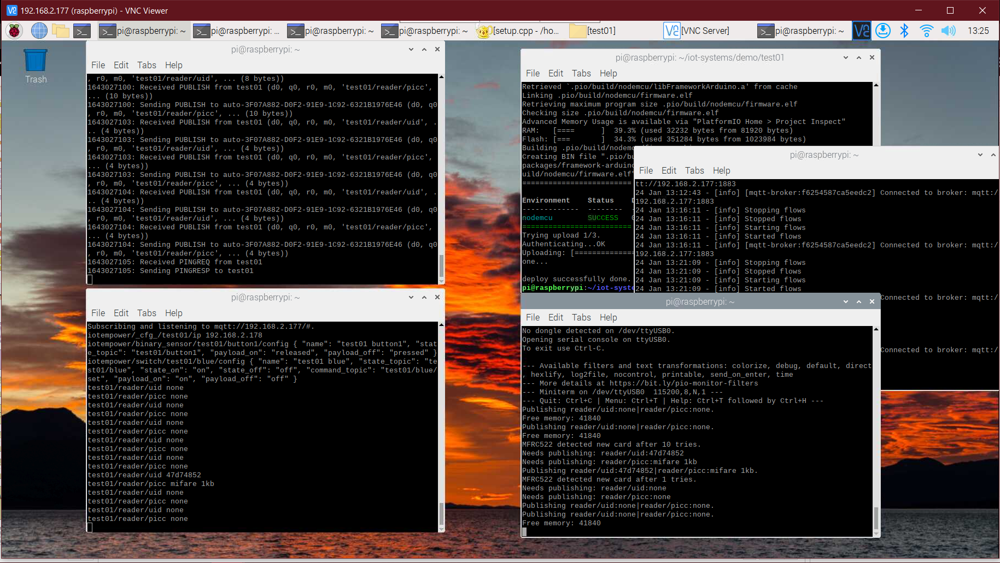 192.168.2.177 (raspberrypi) - VNC Viewer
pi@raspberrypi: ~
pi@raspberrypi: ...
pi@raspberrypi: ~
pi@raspberrypi: ~
[setup.cpp - /ho...
[test01]
[VNC Server]
pi@raspberrypi: ~
13:25
Trash
pi@raspberrypi: ~
File Edit Tabs Help
, r0, m0, 'test01/reader/uid', ... (8 bytes))
1643027100: Received PUBLISH from test01 (d0, q0, r0, m0, 'test01/reader/picc',
... (10 bytes))
1643027100: Sending PUBLISH to auto-3F07A882-D0F2-91E9-1C92-6321B1976E46 (d0, q0
, r0, m0, 'test01/reader/picc', ... (10 bytes))
1643027103: Received PUBLISH from test01 (d0, q0, r0, m0, 'test01/reader/uid', .
.. (4 bytes))
1643027103: Sending PUBLISH to auto-3F07A882-D0F2-91E9-1C92-6321B1976E46 (d0, q0
, r0, m0, 'test01/reader/uid', ... (4 bytes))
1643027103: Received PUBLISH from test01 (d0, q0, r0, m0, 'test01/reader/picc',
... (4 bytes))
1643027103: Sending PUBLISH to auto-3F07A882-D0F2-91E9-1C92-6321B1976E46 (d0, q0
, r0, m0, 'test01/reader/picc', ... (4 bytes))
1643027104: Received PUBLISH from test01 (d0, q0, r0, m0, 'test01/reader/uid', .
.. (4 bytes))
1643027104: Sending PUBLISH to auto-3F07A882-D0F2-91E9-1C92-6321B1976E46 (d0, q0
, r0, m0, 'test01/reader/uid', ... (4 bytes))
1643027104: Received PUBLISH from test01 (d0, q0, r0, m0, 'test01/reader/picc',
... (4 bytes))
1643027104: Sending PUBLISH to auto-3F07A882-D0F2-91E9-1C92-6321B1976E46 (d0, q0
, r0, m0, 'test01/reader/picc', ... (4 bytes))
1643027105: Received PINGREQ from test01
1643027105: Sending PINGRESP to test01
pi@raspberrypi: ~/iot-systems/demo/test01
File Edit Tabs Help
Retrieved `.pio/build/nodemcu/libFrameworkArduino.a' from cache
Linking .pio/build/nodemcu/firmware.elf
Retrieving maximum program size .pio/build/nodemcu/firmware.elf
Checking size .pio/build/nodemcu/firmware.elf
Advanced Memory Usage is available via "PlatformIO Home > Project Inspect"
RAM:   [====      ]  39.3% (used 32232 bytes from 81920 bytes)
Flash: [===       ]  34.3% (used 351284 bytes from 1023984 bytes)
Building .pio/build/nodemc
Creating BIN file ".pio/bu
packages/framework-arduino
uild/nodemcu/firmware.elf"
=========================
Environment    Status
-------------  --------  -
nodemcu        SUCCESS
=========================
Trying upload 1/3.
Authenticating...OK
Uploading: [==============
one...
deploy successfully done.
pi@raspberrypi:~/iot-syste
pi@raspberrypi: ~
File Edit Tabs Help
tt://192.168.2.177:1883
24 Jan 13:12:43 - [info] [mqtt-broker:f6254587ca5eedc2] Connected to broker: mqtt:/
192.168.2.177:1883
24 Jan 13:16:11 - [info] Stopping flows
24 Jan 13:16:11 - [info] Stopped flows
24 Jan 13:16:11 - [info] Starting flows
24 Jan 13:16:11 - [info] Started flows
24 Jan 13:16:11 - [info] [mqtt-broker:f6254587ca5eedc2] Connected to broker: mqtt:/
192.168.2.177:1883
24 Jan 13:21:09 - [info] Stopping flows
24 Jan 13:21:09 - [info] Stopped flows
24 Jan 13:21:09 - [info] Starting flows
24 Jan 13:21:09 - [info] Started flows
Connected to broker: mqtt:/
Connected to broker: mqtt:/
pi@raspberrypi: ~
File Edit Tabs Help
Subscribing and listening to mqtt://192.168.2.177/#.
iotempower/_cfg_/test01/ip 192.168.2.178
iotempower/binary_sensor/test01/button1/config { "name": "test01 button1", "stat
e_topic": "test01/button1", "payload_on": "released", "payload_off": "pressed" }
iotempower/switch/test01/blue/config { "name": "test01 blue", "state_topic": "te
st01/blue", "state_on": "on", "state_off": "off", "command_topic": "test01/blue/
set", "payload_on": "on", "payload_off": "off" }
test01/reader/uid none
test01/reader/picc none
test01/reader/uid none
test01/reader/picc none
test01/reader/uid none
test01/reader/picc none
test01/reader/uid none
test01/reader/picc none
test01/reader/uid none
test01/reader/picc none
test01/reader/uid 47d74852
test01/reader/picc mifare 1kb
test01/reader/uid none
test01/reader/picc none
test01/reader/uid none
test01/reader/picc none
pi@raspberrypi: ~
File Edit Tabs Help
No dongle detected on /dev/ttyUSB0.
Opening serial console on ttyUSB0.
To exit use Ctrl-C.
--- Available filters and text transformations: colorize, debug, default, direct
, hexlify, log2file, nocontrol, printable, send_on_enter, time
--- More details at https://bit.ly/pio-monitor-filters
--- Miniterm on /dev/ttyUSB0  115200,8,N,1 ---
--- Quit: Ctrl+C | Menu: Ctrl+T | Help: Ctrl+T followed by Ctrl+H ---
Publishing reader/uid:none|reader/picc:none.
Free memory: 41840
Publishing reader/uid:none|reader/picc:none.
Free memory: 41840
MFRC522 detected new card after 10 tries.
Needs publishing: reader/uid:47d74852
Needs publishing: reader/picc:mifare 1kb
Publishing reader/uid:47d74852|reader/picc:mifare 1kb.
MFRC522 detected new card after 1 tries.
Needs publishing: reader/uid:none
Needs publishing: reader/picc:none
Publishing reader/uid:none|reader/picc:none.
Publishing reader/uid:none|reader/picc:none.
Free memory: 41840